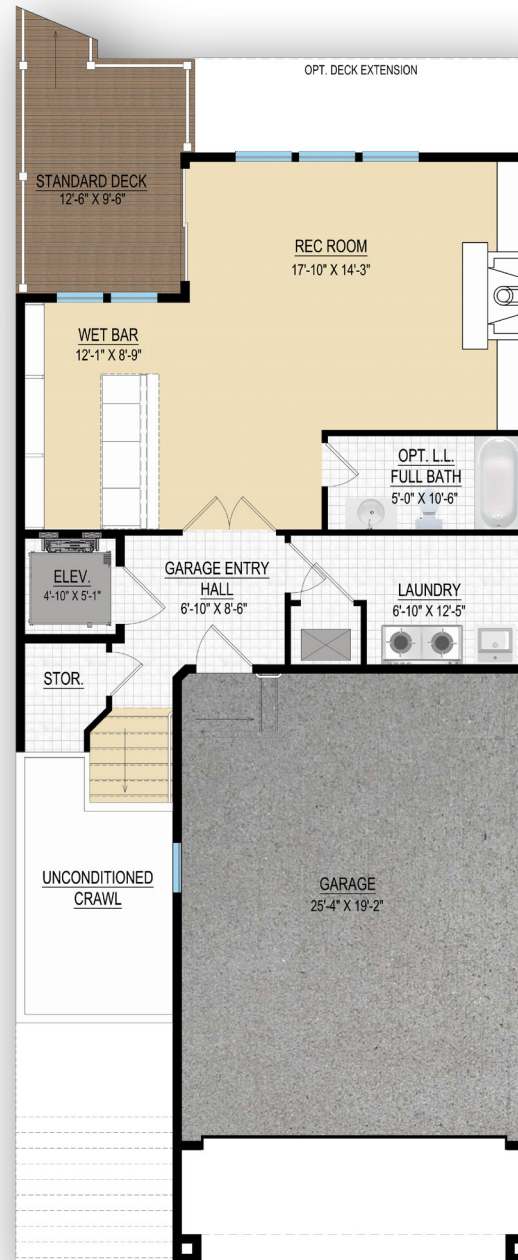 OPT. DECK EXTENSION
STANDARD DECK
12'-6" X 9'-6"
REC ROOM
17'-10" X 14'-3"
WET BAR
12'-1" X 8'-9"
OPT. L.L.
FULL BATH
5'-0" X 10'-6"
ELEV.
4'-10" X 5'-1"
GARAGE ENTRY
HALL
6'-10" X 8'-6"
LAUNDRY
6'-10" X 12'-5"
STOR.
UNCONDITIONED
CRAWL
GARAGE
25'-4" X 19'-2"